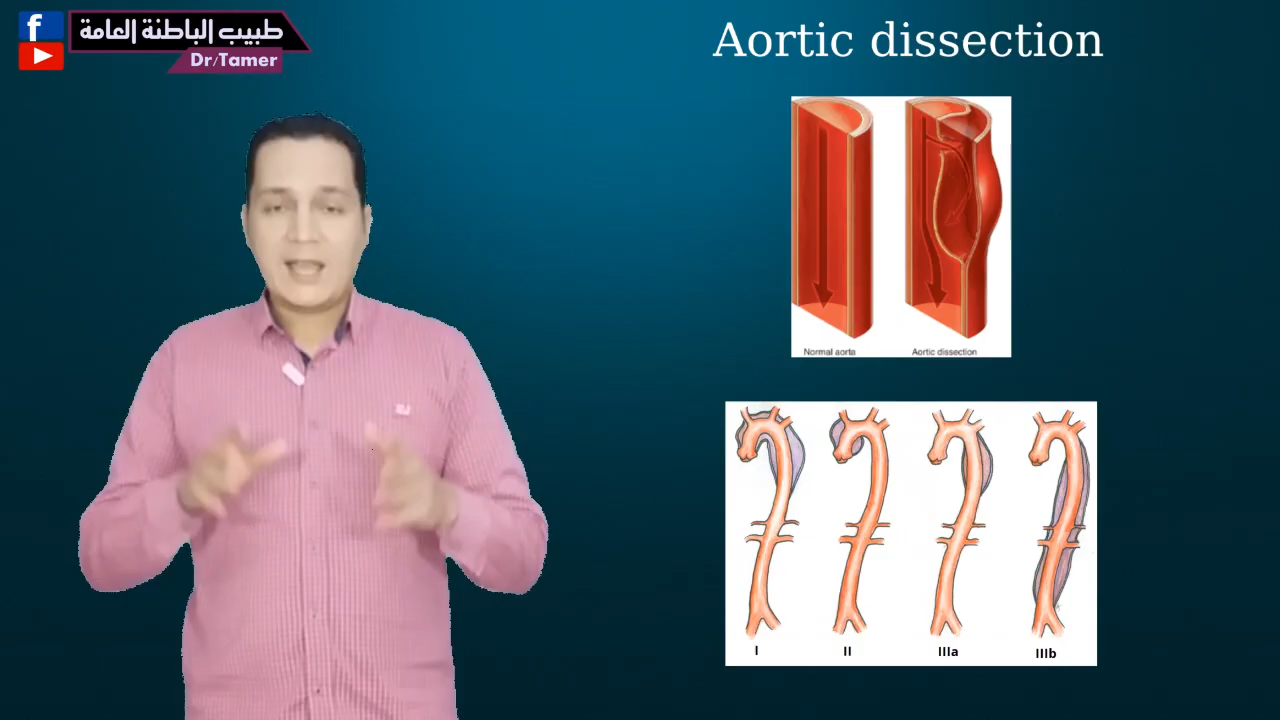 طبيب الباطنة العامة
Dr/Tamer
Aortic dissection
Normal aorta
Aortic dissection
I
II
IIIa
IIIb